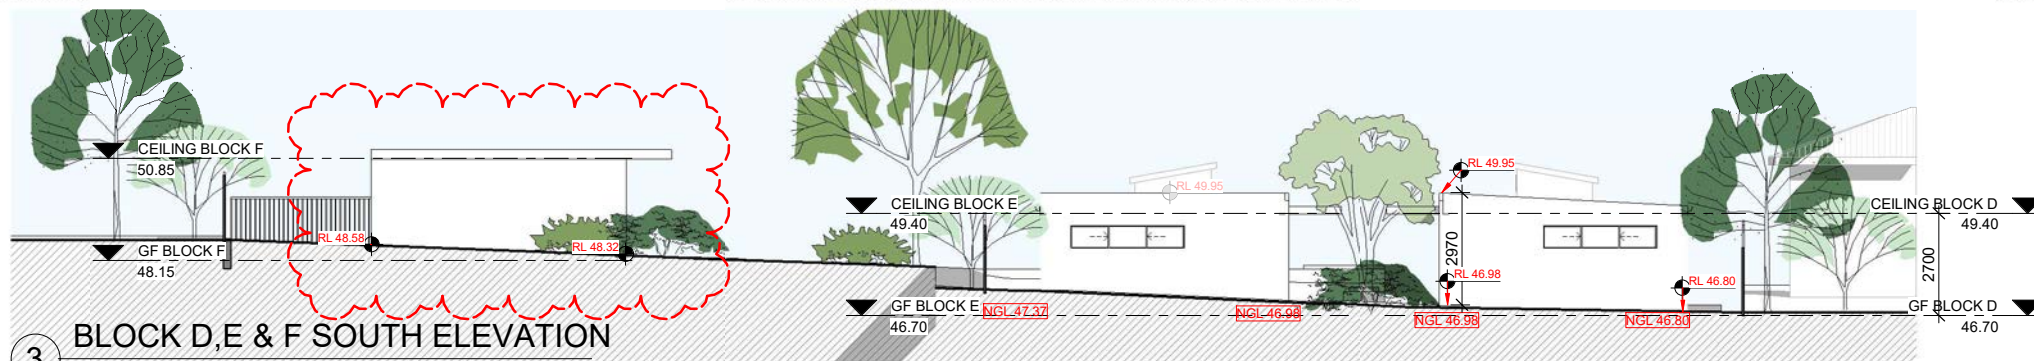 CEILING BLOCK F
50.85
RL 48.58
RL 48.32
GF BLOCK F
48.15
CEILING BLOCK E
49.40
RL 49.95
RL 49.95
2970
RL 46.98
RL 46.80
CEILING BLOCK D
49.40
2700
GF BLOCK E
46.70
NGL 47.37
NGL 46.98
NGL 46.98
NGL 46.80
GF BLOCK D
46.70
3
BLOCK D,E & F SOUTH ELEVATION